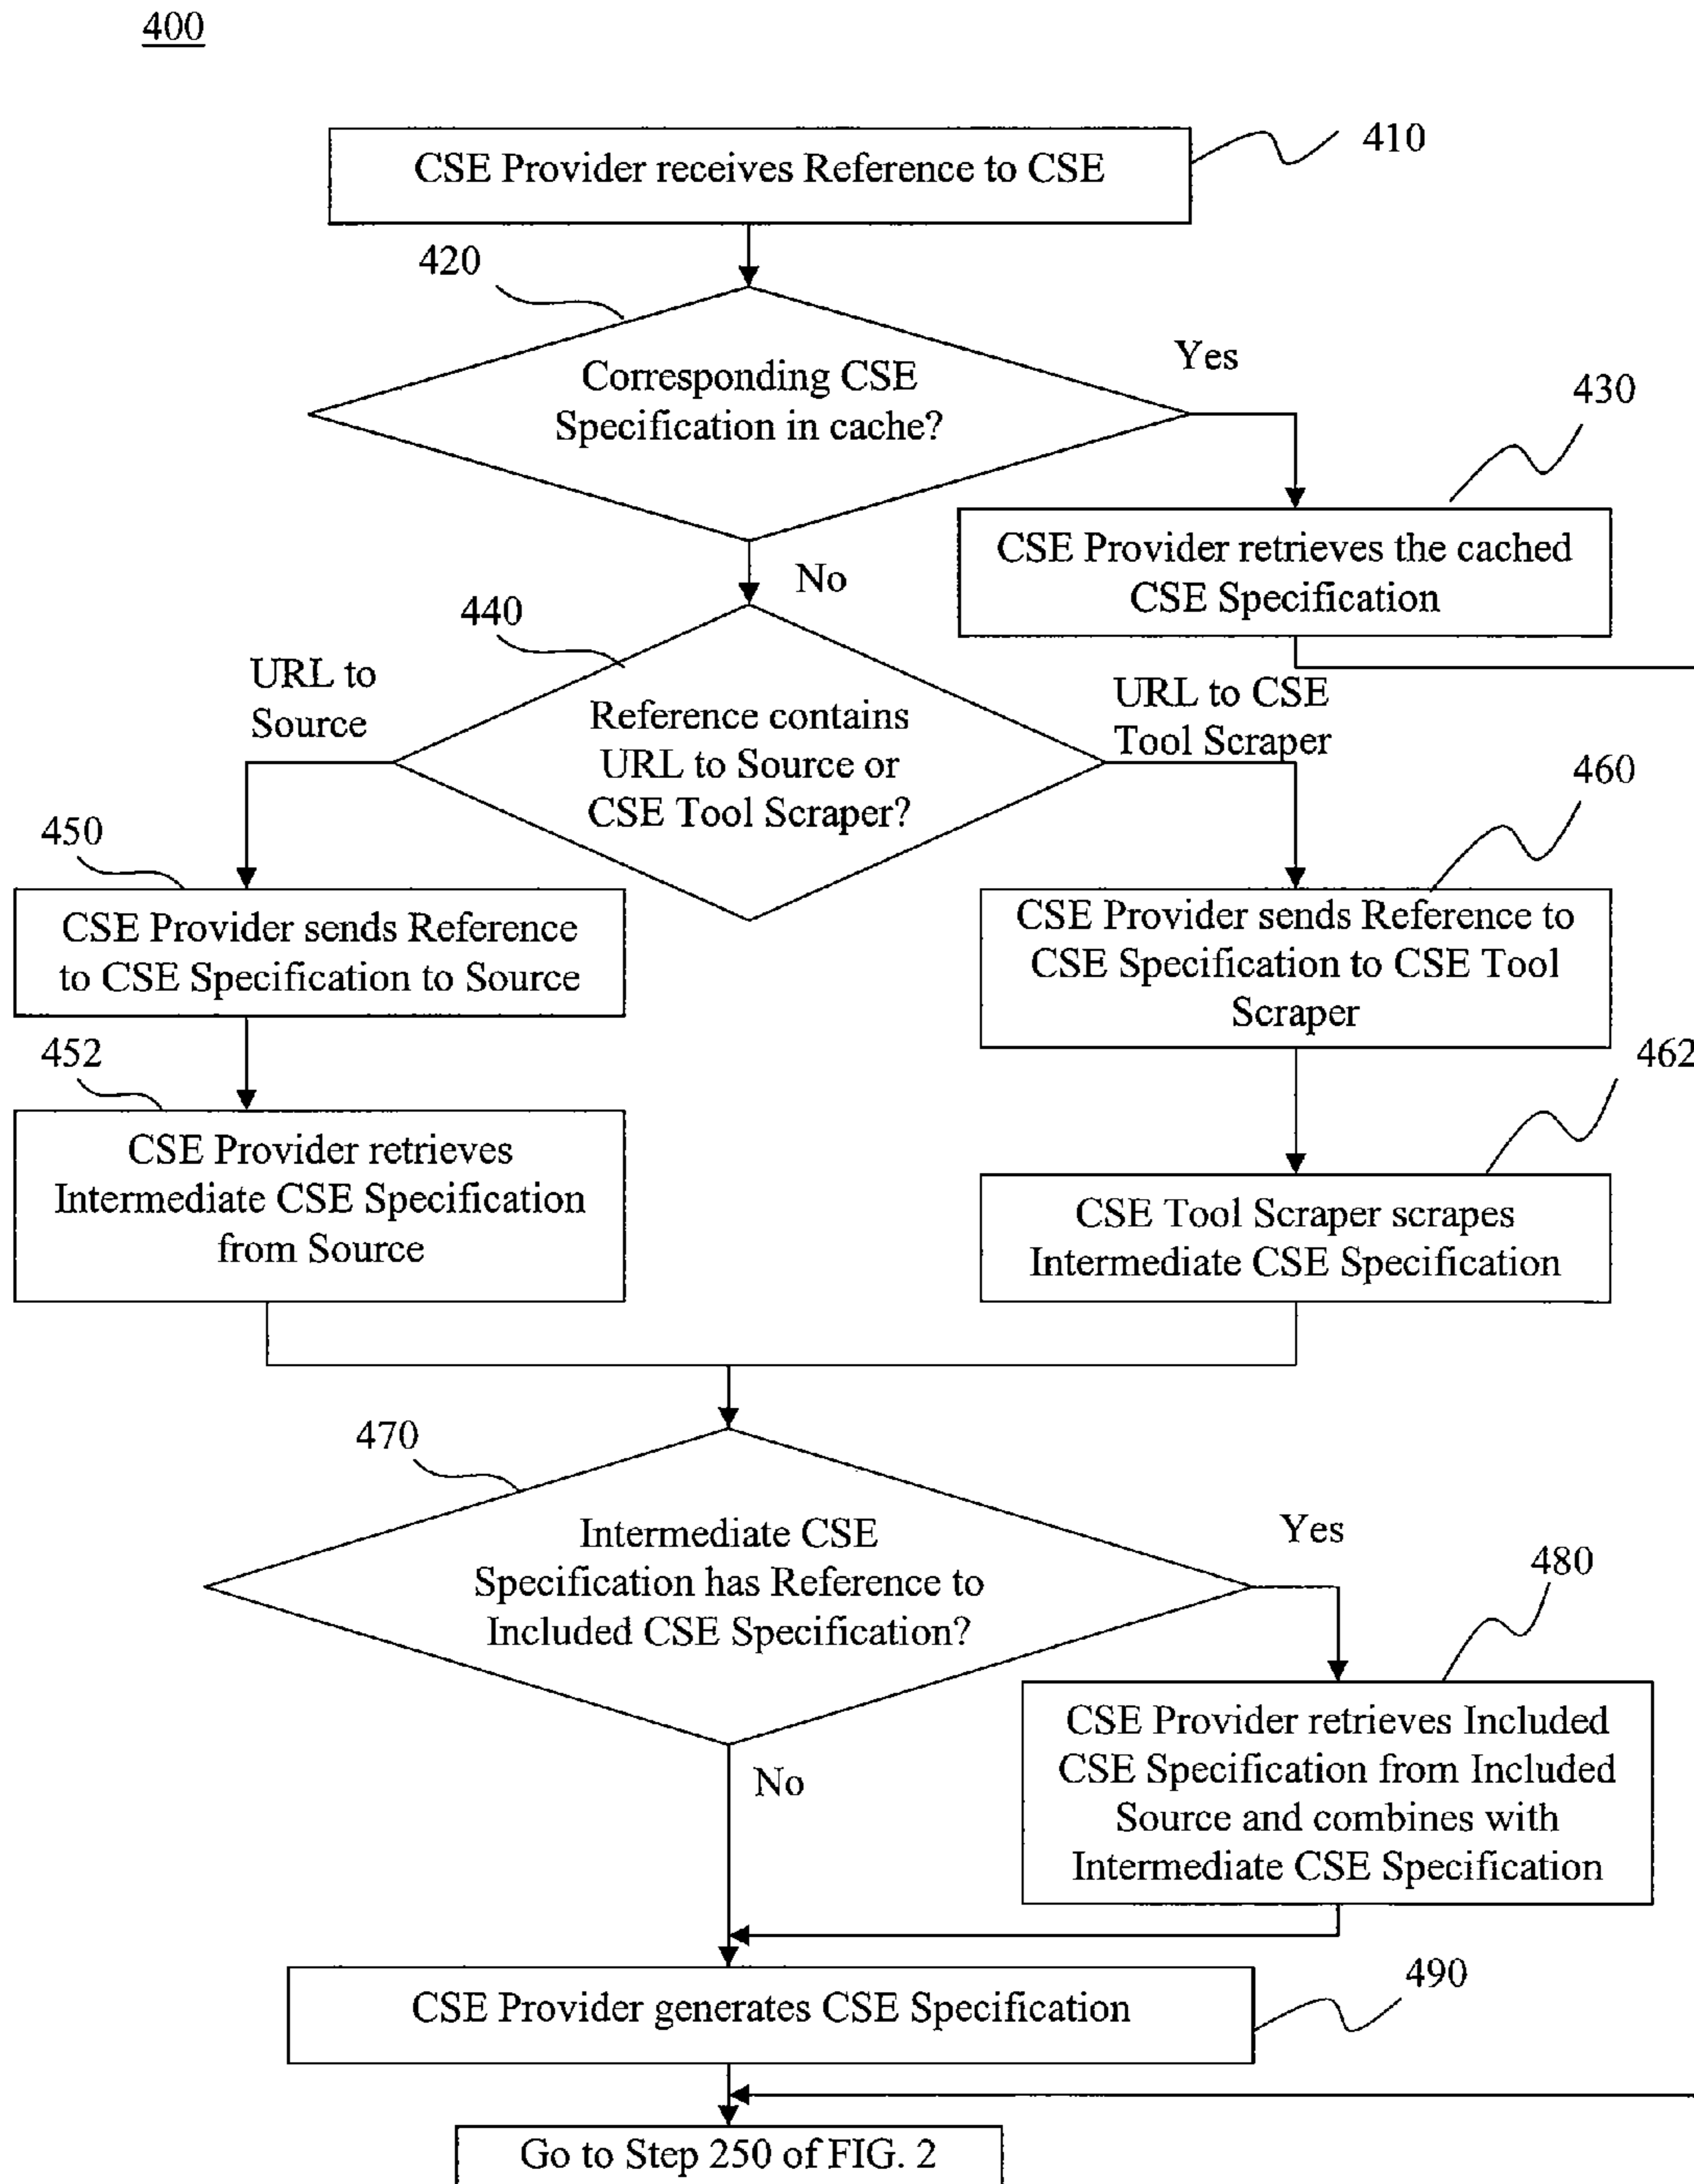 400
CSE Provider receives Reference to CSE
410
420
Corresponding CSE
Specification in cache?
Yes
430
CSE Provider retrieves the cached
CSE Specification
No
440
URL to
Source
Reference contains
URL to Source or
CSE Tool Scraper?
URL to CSE
Tool Scraper
450
460
CSE Provider sends Reference
to CSE Specification to Source
CSE Provider sends Reference to
CSE Specification to CSE Tool
Scraper
452
462
CSE Provider retrieves
Intermediate CSE Specification
from Source
CSE Tool Scraper scrapes
Intermediate CSE Specification
470
Intermediate CSE
Specification has Reference to
Included CSE Specification?
Yes
480
CSE Provider retrieves Included
CSE Specification from Included
Source and combines with
Intermediate CSE Specification
No
490
CSE Provider generates CSE Specification
Go to Step 250 of FIG. 2